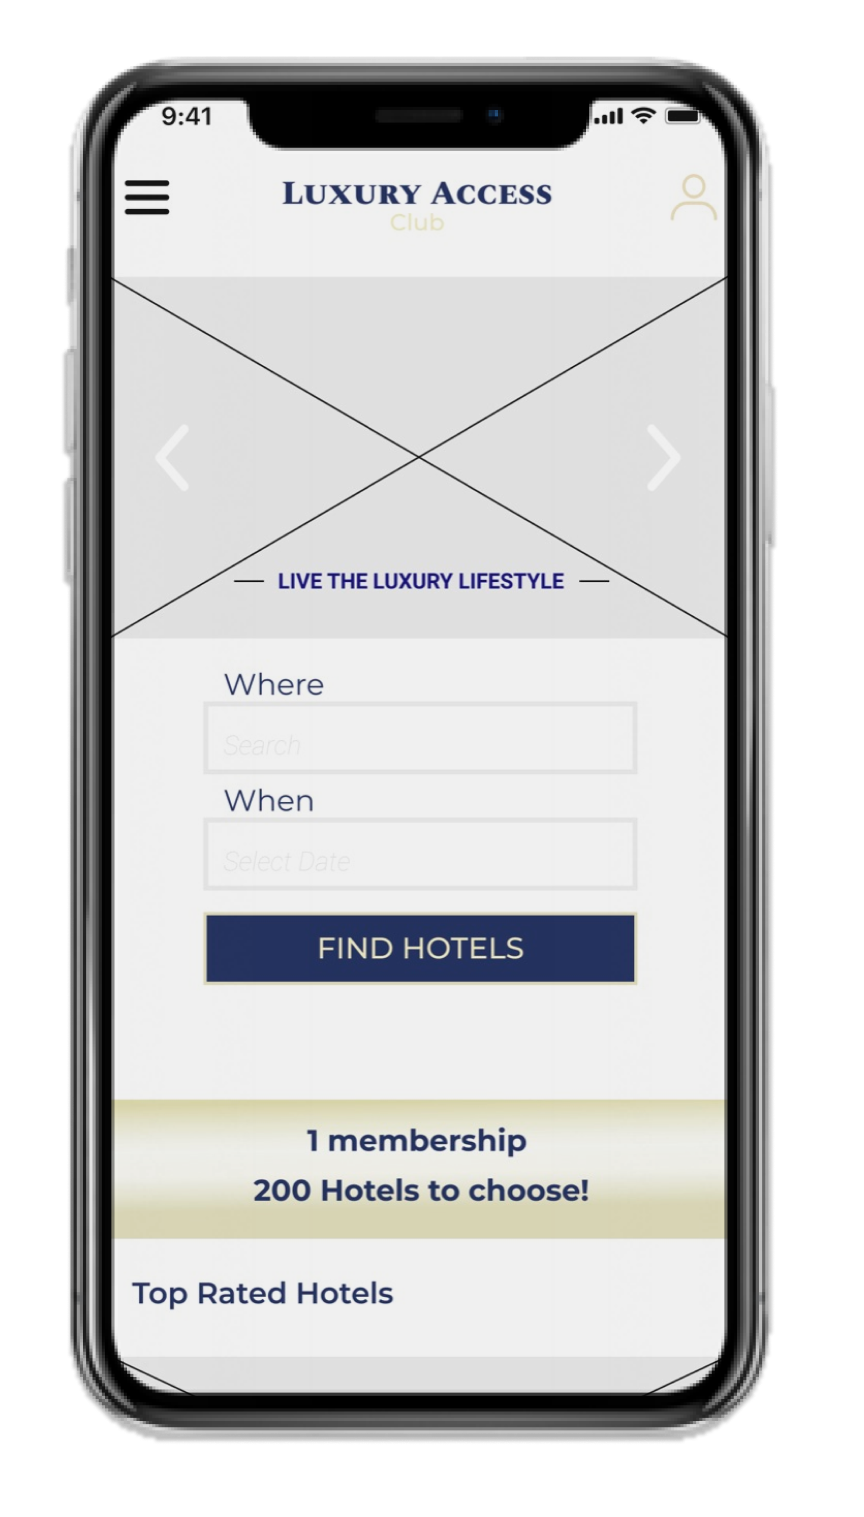 9:41
LUXURY ACCESS
Club
LIVE THE LUXURY LIFESTYLE
Where
Search
When
Select Date
FIND HOTELS
1 membership
200 Hotels to choose!
Top Rated Hotels